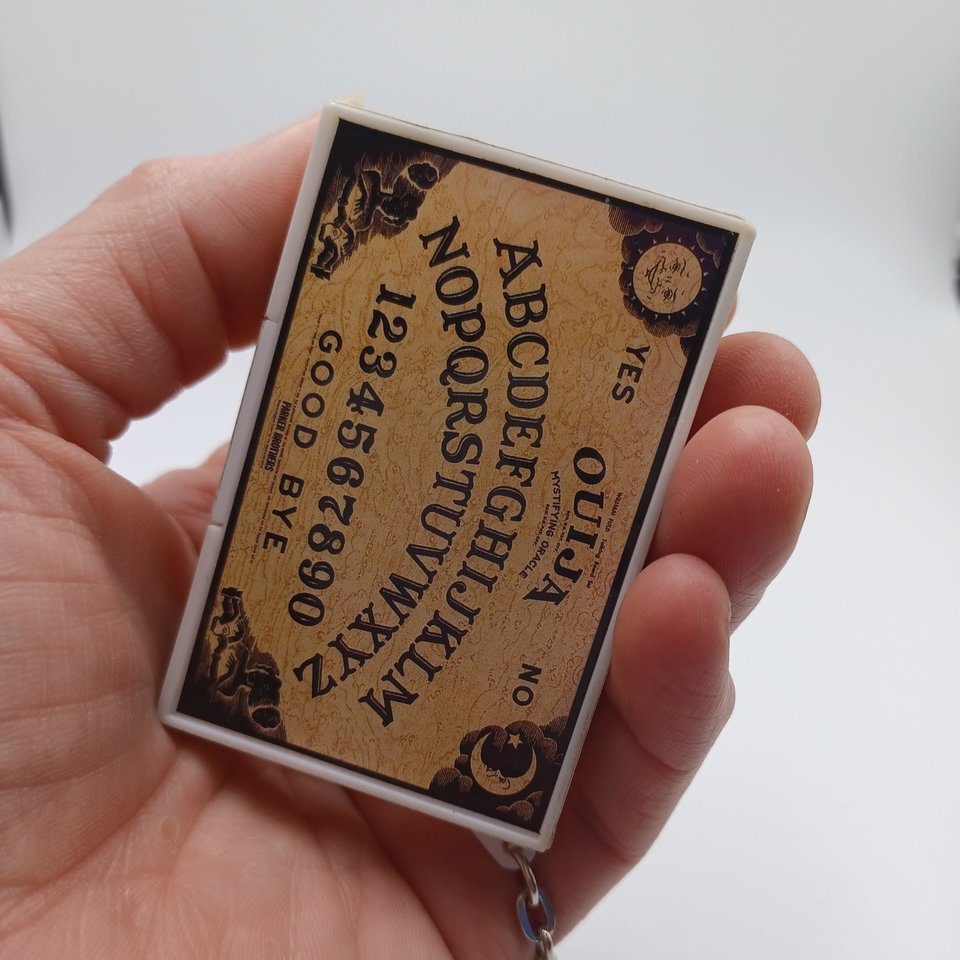 YES
OUIJA
NO
MYSTIFYING ORACLE
ABCDEFGHIJKLM
NOPQRSTUVWXYZ
1234567890
GOOD BYE
PARKER BROTHERS